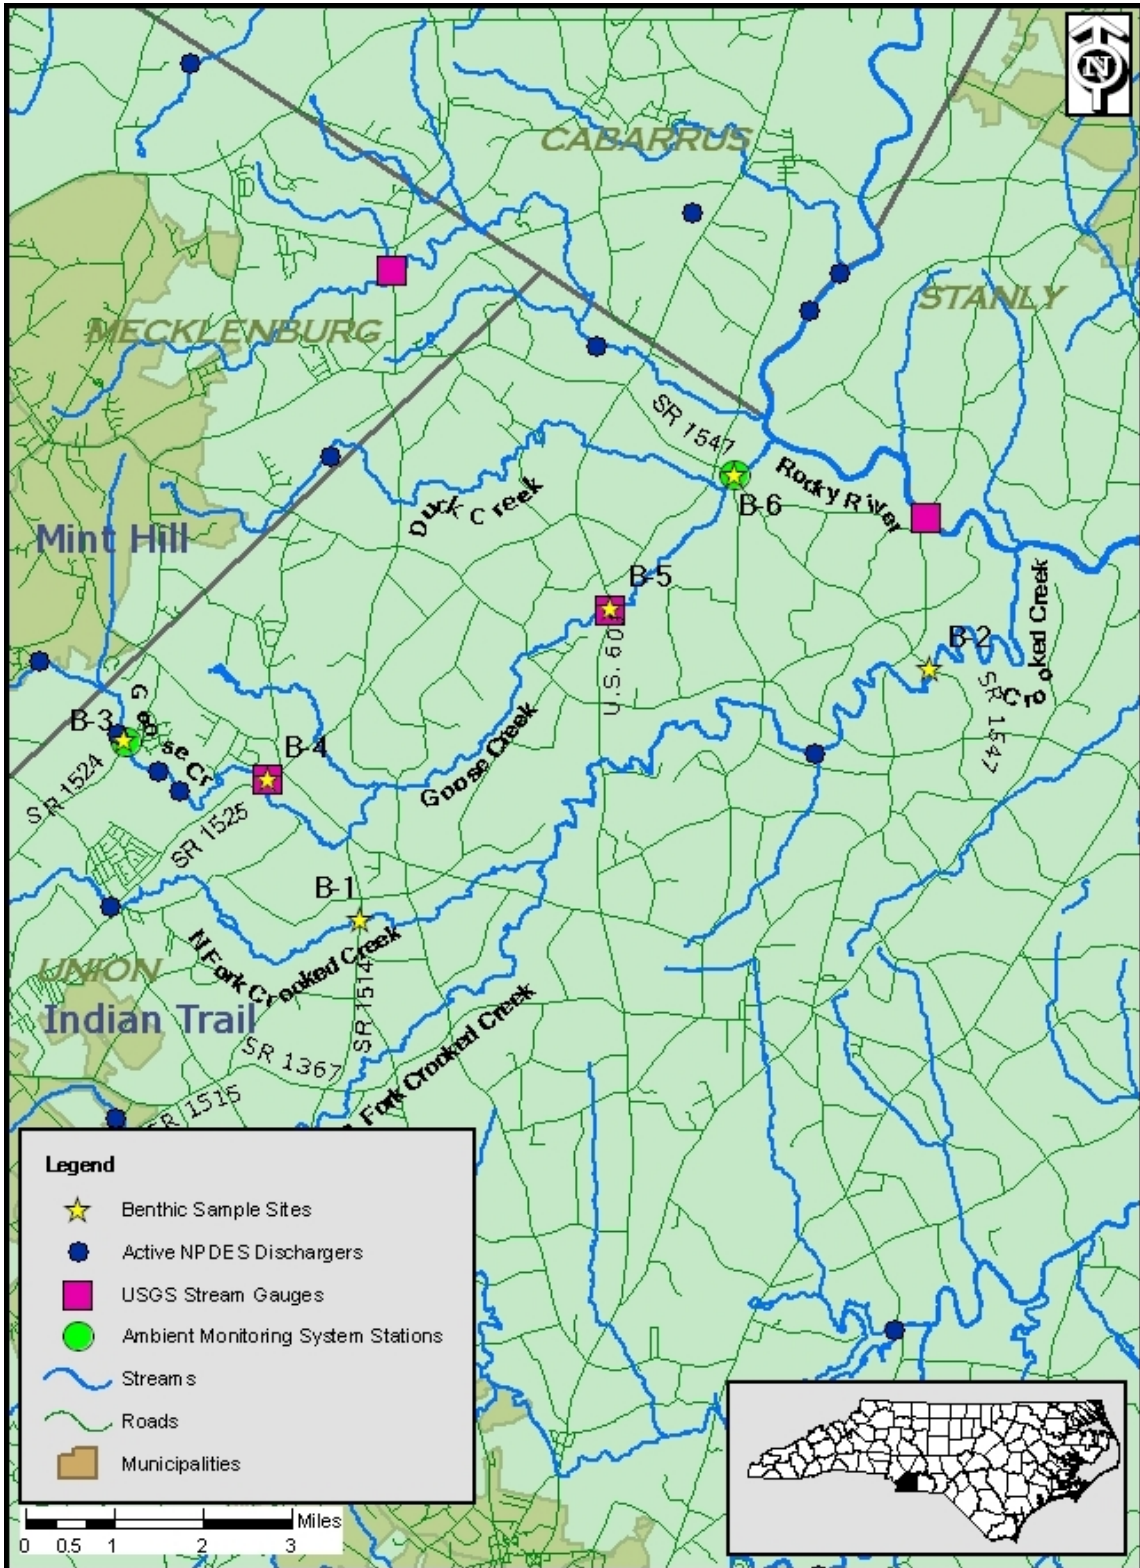 N
CABARRUS
STANLY
MECKLENBURG
SR 1547
Duck Creek
Rocky River
B-6
Mint Hill
B-5
Crooked Creek
B-2
U.S. 601
SR 1547
Goose Cr
B-3
B-4
SR 1524
Goose Creek
SR 1525
B-1
N Fork Crooked Creek
UNION
Indian Trail
SR 1514
SR 1367
Fork Crooked Creek
SR 1515
Legend
Benthic Sample Sites
Active NPDES Dischargers
USGS Stream Gauges
Ambient Monitoring System Stations
Streams
Roads
Municipalities
Miles
0 0.5 1 2 3